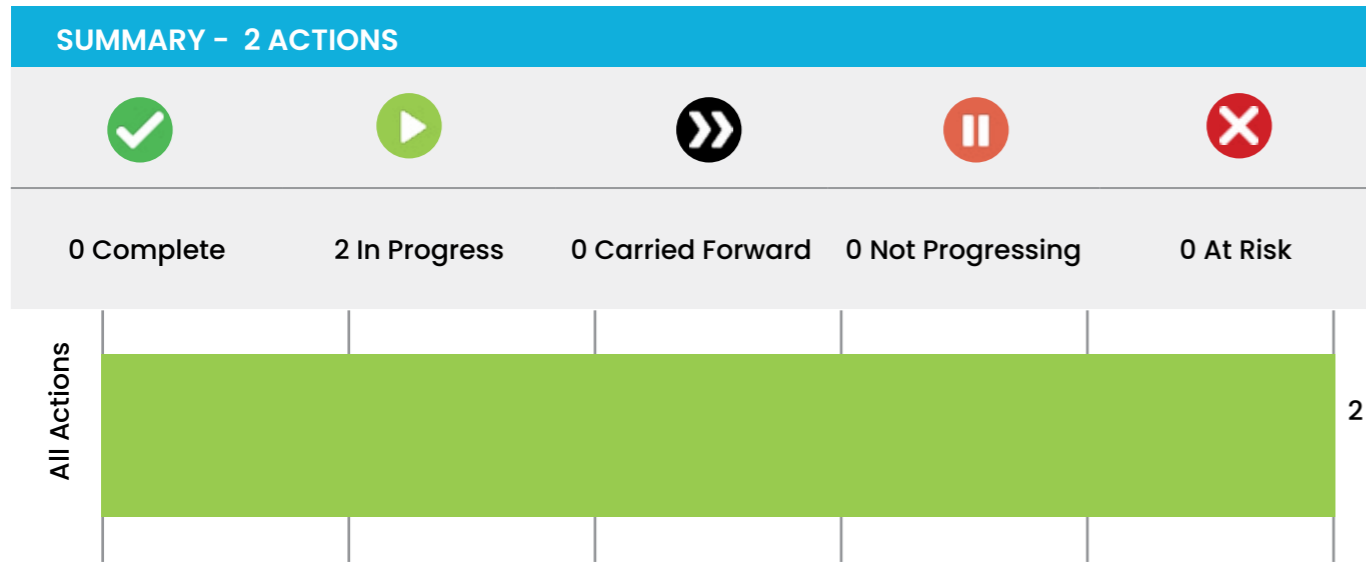 SUMMARY - 2 ACTIONS
0 Complete 2 In Progress 0 Carried Forward 0 Not Progressing 0 At Risk
All Actions
2